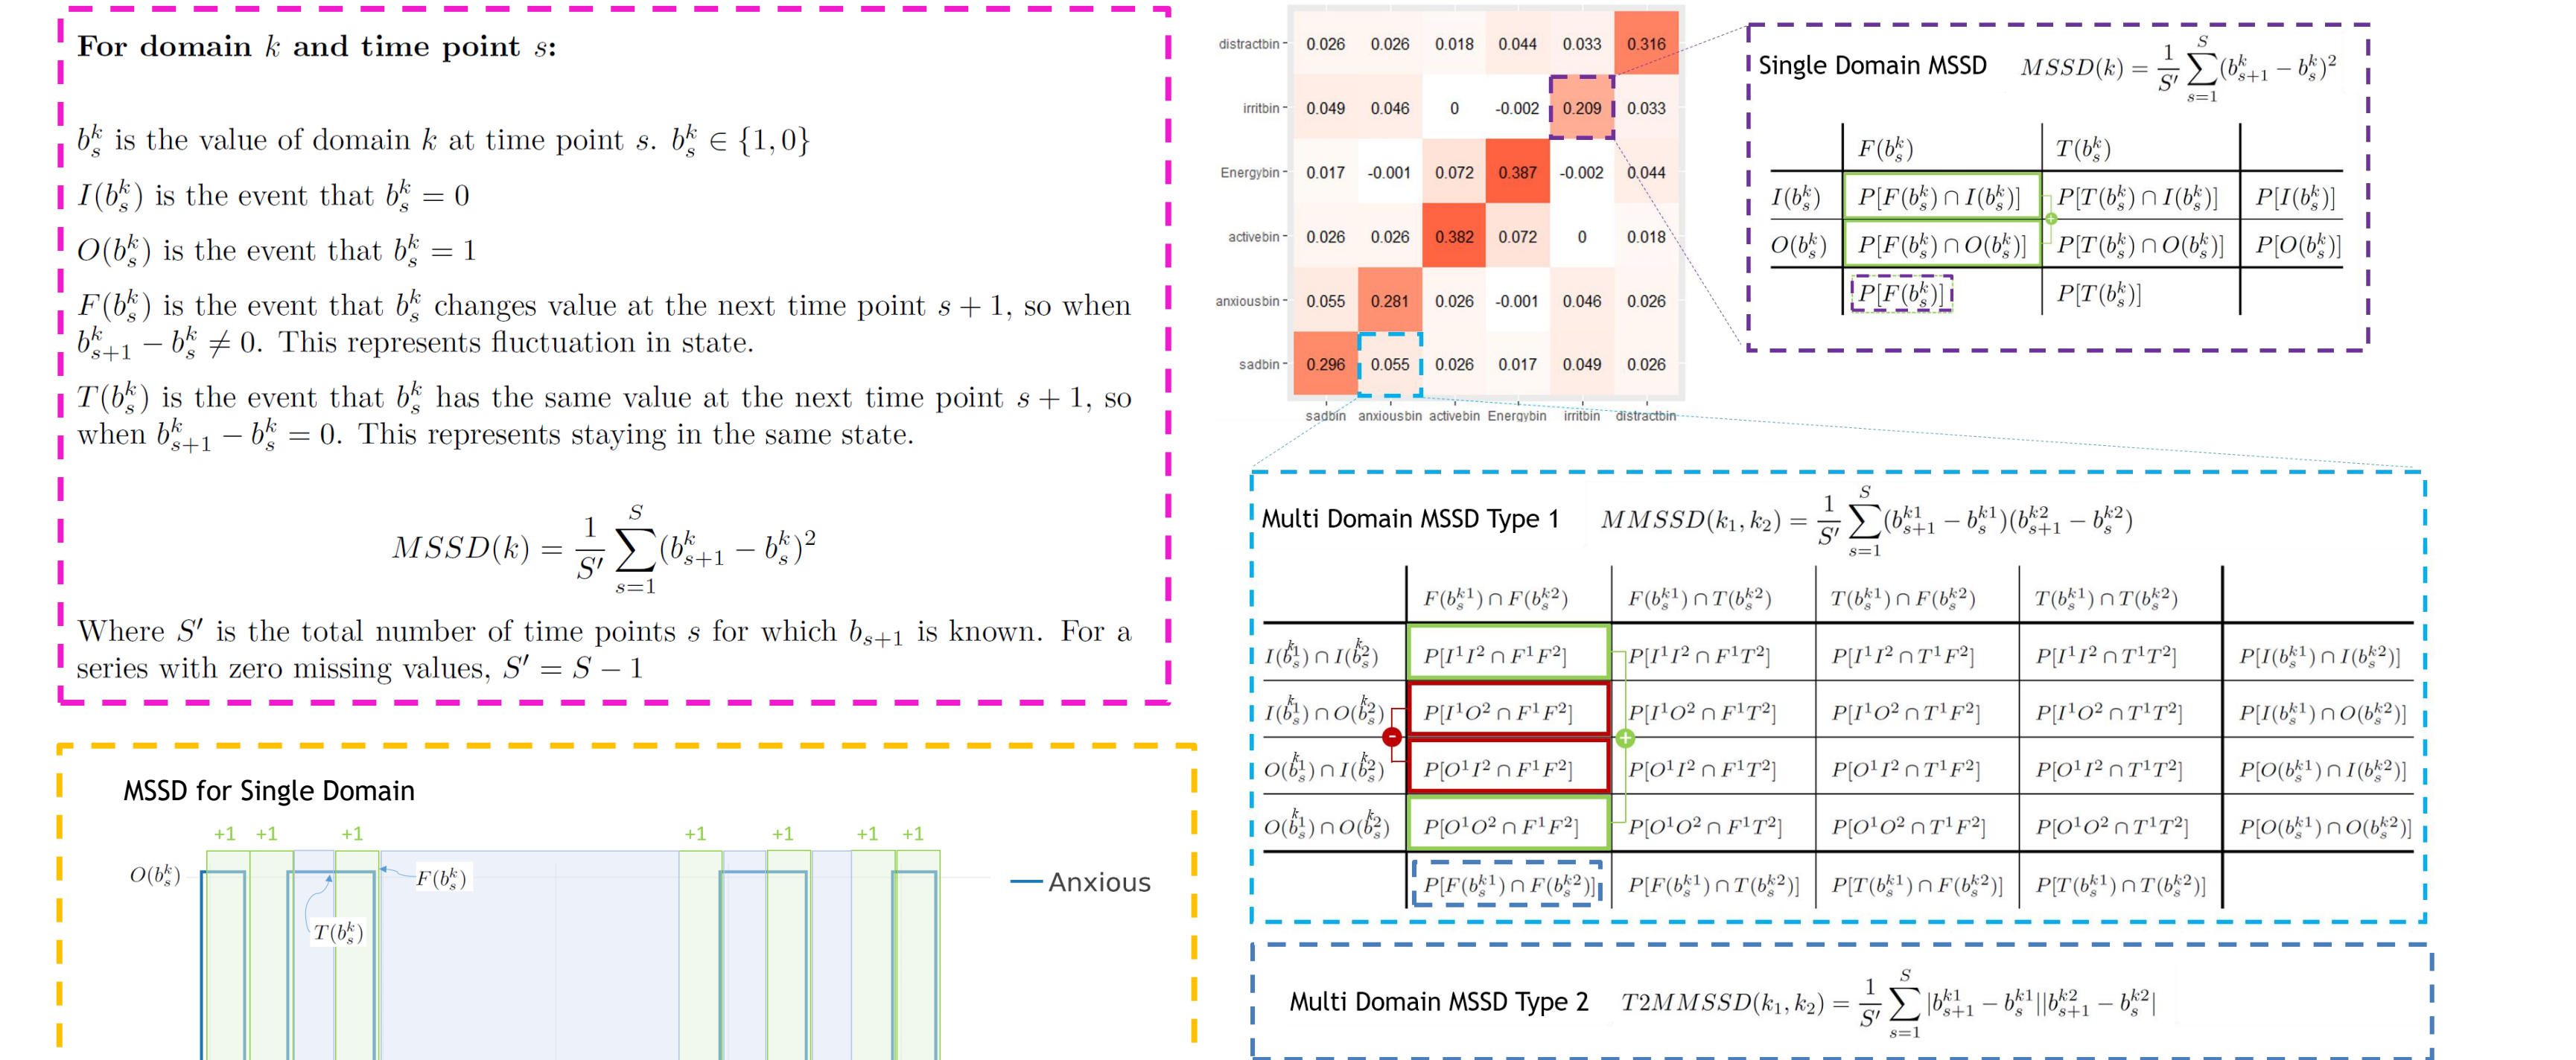 For domain k and time point s:
b_s^k is the value of domain k at time point s. b_s^k ∈ {1, 0}
I(b_s^k) is the event that b_s^k = 0
O(b_s^k) is the event that b_s^k = 1
F(b_s^k) is the event that b_s^k changes value at the next time point s + 1, so when
b_{s+1}^k − b_s^k ≠ 0. This represents fluctuation in state.
T(b_s^k) is the event that b_s^k has the same value at the next time point s + 1, so
when b_{s+1}^k − b_s^k = 0. This represents staying in the same state.
MSSD(k) = \frac{1}{S'} \sum_{s=1}^{S} (b_{s+1}^k − b_s^k)^2
Where S' is the total number of time points s for which b_{s+1} is known. For a
series with zero missing values, S' = S − 1
MSSD for Single Domain
+1 +1 +1 +1 +1 +1 +1
O(b_s^k)
F(b_s^k)
T(b_s^k)
Anxious
distractbin 0.026 0.026 0.018 0.044 0.033 0.316
irritbin 0.049 0.046 0 -0.002 0.209 0.033
Energybin 0.017 -0.001 0.072 0.387 -0.002 0.044
activebin 0.026 0.026 0.382 0.072 0 0.018
anxiousbin 0.055 0.281 0.026 -0.001 0.046 0.026
sadbin 0.296 0.055 0.026 0.017 0.049 0.026
sadbin anxiousbin activebin Energybin irritbin distractbin
Single Domain MSSD MSSD(k) = \frac{1}{S'} \sum_{s=1}^{S} (b_{s+1}^k − b_s^k)^2
F(b_s^k) T(b_s^k)
I(b_s^k) P[F(b_s^k) ∩ I(b_s^k)] P[T(b_s^k) ∩ I(b_s^k)] P[I(b_s^k)]
+
O(b_s^k) P[F(b_s^k) ∩ O(b_s^k)] P[T(b_s^k) ∩ O(b_s^k)] P[O(b_s^k)]
P[F(b_s^k)] P[T(b_s^k)]
Multi Domain MSSD Type 1 MMSSD(k_1, k_2) = \frac{1}{S'} \sum_{s=1}^{S} (b_{s+1}^{k1} − b_s^{k1})(b_{s+1}^{k2} − b_s^{k2})
F(b_s^{k1}) ∩ F(b_s^{k2}) F(b_s^{k1}) ∩ T(b_s^{k2}) T(b_s^{k1}) ∩ F(b_s^{k2}) T(b_s^{k1}) ∩ T(b_s^{k2})
I(b_s^{k1}) ∩ I(b_s^{k2}) P[I^1I^2 ∩ F^1F^2] P[I^1I^2 ∩ F^1T^2] P[I^1I^2 ∩ T^1F^2] P[I^1I^2 ∩ T^1T^2] P[I(b_s^{k1}) ∩ I(b_s^{k2})]
I(b_s^{k1}) ∩ O(b_s^{k2}) P[I^1O^2 ∩ F^1F^2] P[I^1O^2 ∩ F^1T^2] P[I^1O^2 ∩ T^1F^2] P[I^1O^2 ∩ T^1T^2] P[I(b_s^{k1}) ∩ O(b_s^{k2})]
- +
O(b_s^{k1}) ∩ I(b_s^{k2}) P[O^1I^2 ∩ F^1F^2] P[O^1I^2 ∩ F^1T^2] P[O^1I^2 ∩ T^1F^2] P[O^1I^2 ∩ T^1T^2] P[O(b_s^{k1}) ∩ I(b_s^{k2})]
O(b_s^{k1}) ∩ O(b_s^{k2}) P[O^1O^2 ∩ F^1F^2] P[O^1O^2 ∩ F^1T^2] P[O^1O^2 ∩ T^1F^2] P[O^1O^2 ∩ T^1T^2] P[O(b_s^{k1}) ∩ O(b_s^{k2})]
P[F(b_s^{k1}) ∩ F(b_s^{k2})] P[F(b_s^{k1}) ∩ T(b_s^{k2})] P[T(b_s^{k1}) ∩ F(b_s^{k2})] P[T(b_s^{k1}) ∩ T(b_s^{k2})]
Multi Domain MSSD Type 2 T2MMSSD(k_1, k_2) = \frac{1}{S'} \sum_{s=1}^{S} |b_{s+1}^{k1} − b_s^{k1}||b_{s+1}^{k2} − b_s^{k2}|